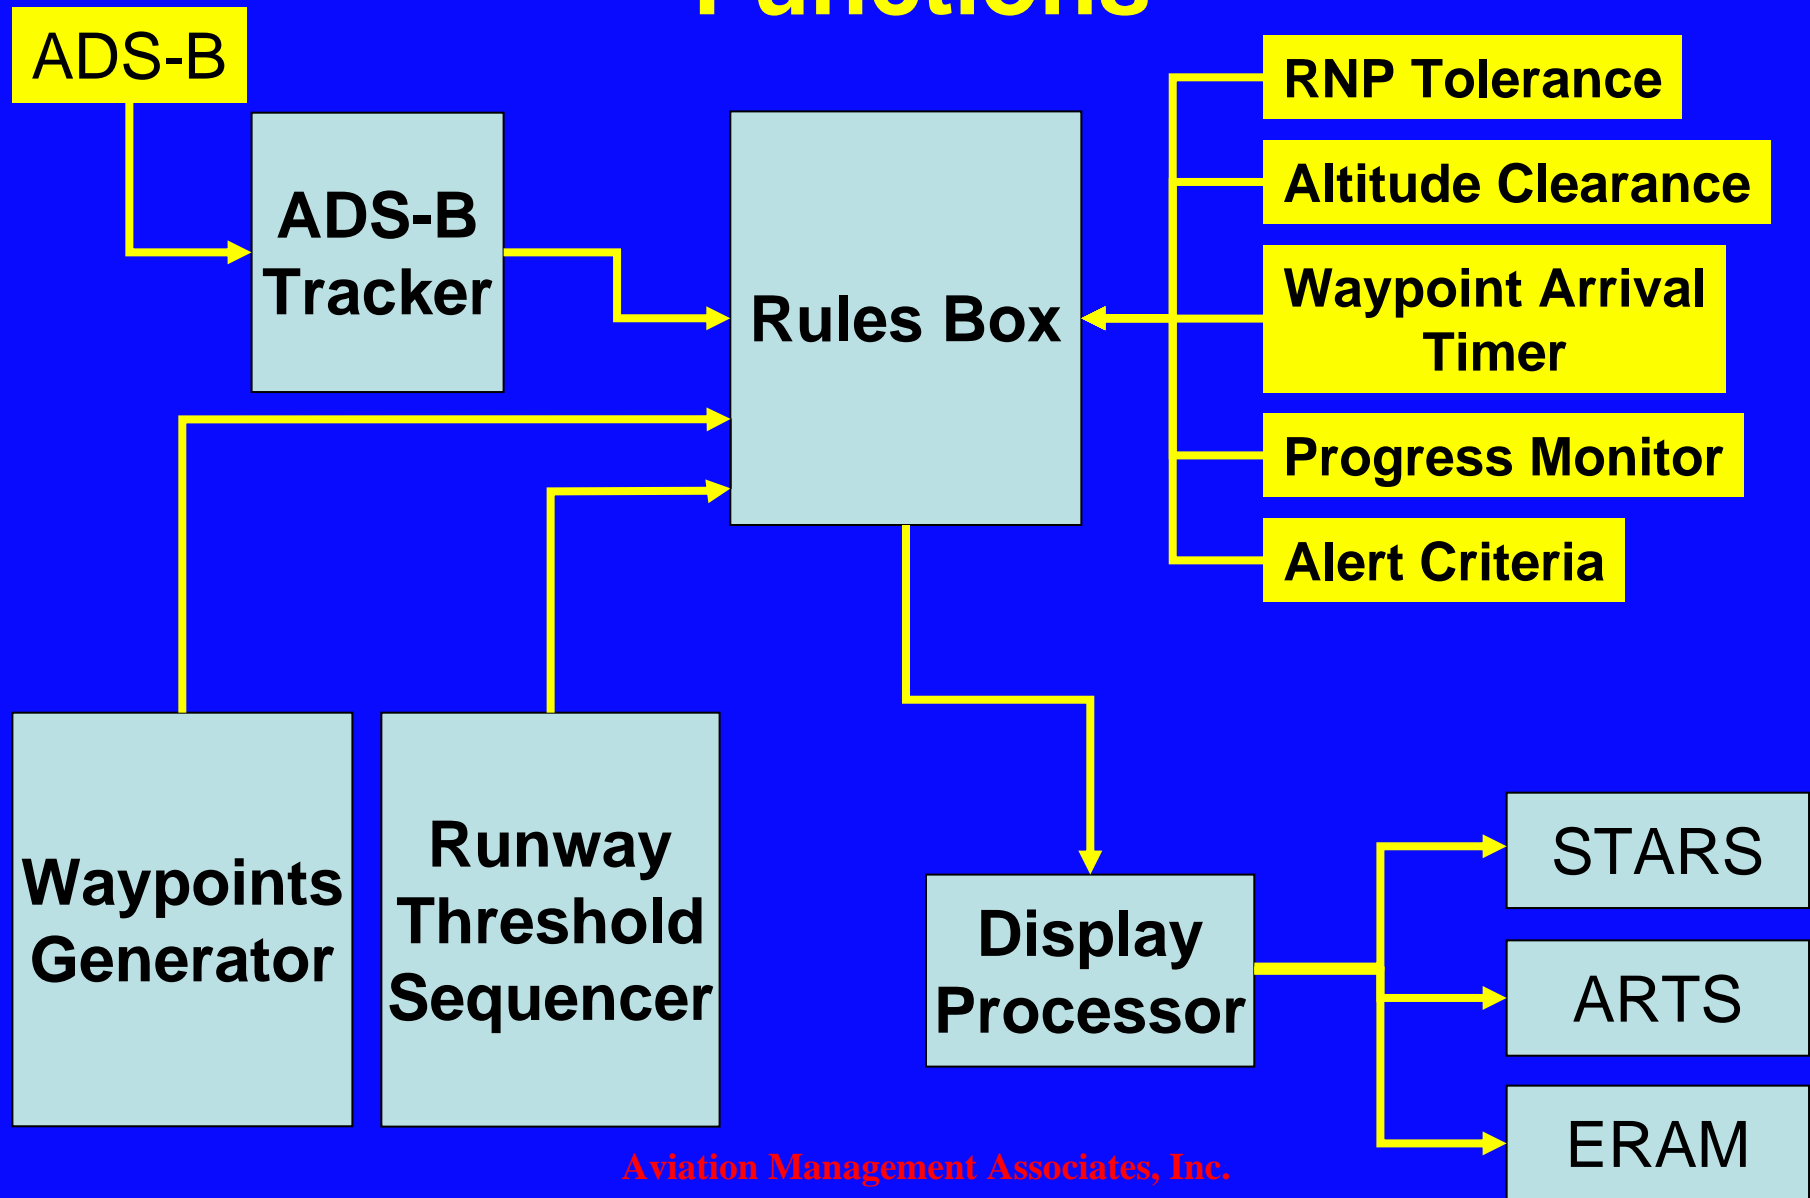 Functions
ADS-B
ADS-B
Tracker
Rules Box
RNP Tolerance
Altitude Clearance
Waypoint Arrival
Timer
Progress Monitor
Alert Criteria
Waypoints
Generator
Runway
Threshold
Sequencer
Display
Processor
STARS
ARTS
ERAM
Aviation Management Associates, Inc.